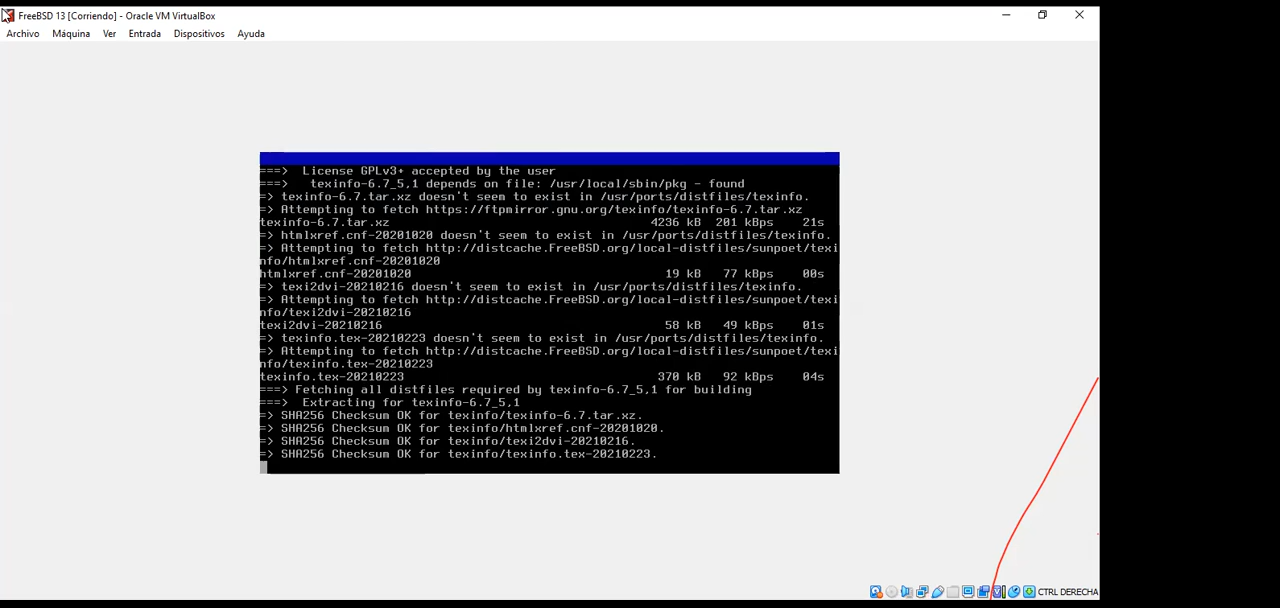 FreeBSD 13 [Corriendo] - Oracle VM VirtualBox
Archivo Máquina Ver Entrada Dispositivos Ayuda
===>  License GPLv3+ accepted by the user
===>   texinfo-6.7_5,1 depends on file: /usr/local/sbin/pkg - found
=> texinfo-6.7.tar.xz doesn't seem to exist in /usr/ports/distfiles/texinfo.
=> Attempting to fetch https://ftpmirror.gnu.org/texinfo/texinfo-6.7.tar.xz
texinfo-6.7.tar.xz 4236 kB 201 kBps 21s
=> htmlxref.cnf-20201020 doesn't seem to exist in /usr/ports/distfiles/texinfo.
=> Attempting to fetch http://distcache.FreeBSD.org/local-distfiles/sunpoet/texi
nfo/htmlxref.cnf-20201020
htmlxref.cnf-20201020 19 kB 77 kBps 00s
=> texi2dvi-20210216 doesn't seem to exist in /usr/ports/distfiles/texinfo.
=> Attempting to fetch http://distcache.FreeBSD.org/local-distfiles/sunpoet/texi
nfo/texi2dvi-20210216
texi2dvi-20210216 58 kB 49 kBps 01s
=> texinfo.tex-20210223 doesn't seem to exist in /usr/ports/distfiles/texinfo.
=> Attempting to fetch http://distcache.FreeBSD.org/local-distfiles/sunpoet/texi
nfo/texinfo.tex-20210223
texinfo.tex-20210223 370 kB 92 kBps 04s
===> Fetching all distfiles required by texinfo-6.7_5,1 for building
===>  Extracting for texinfo-6.7_5,1
=> SHA256 Checksum OK for texinfo/texinfo-6.7.tar.xz.
=> SHA256 Checksum OK for texinfo/htmlxref.cnf-20201020.
=> SHA256 Checksum OK for texinfo/texi2dvi-20210216.
=> SHA256 Checksum OK for texinfo/texinfo.tex-20210223.
CTRL DERECHA